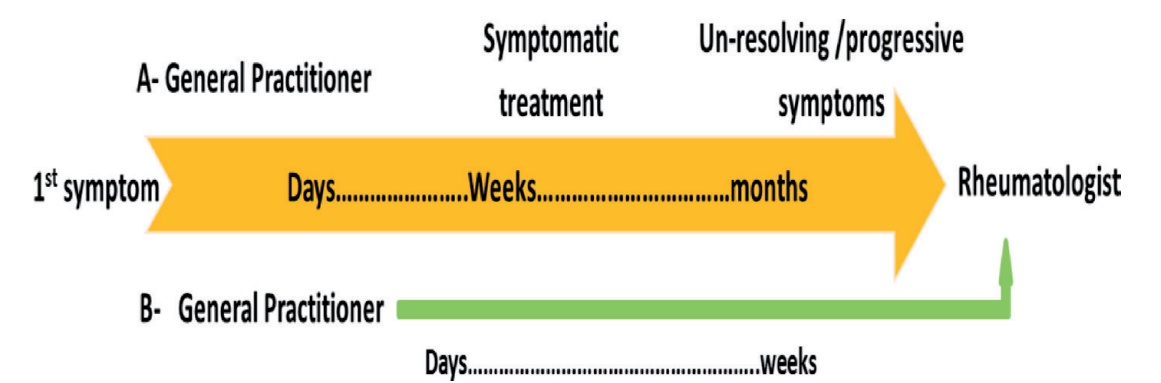 Symptomatic treatment
Un-resolving /progressive symptoms
A- General Practitioner
1st symptom
Days......................Weeks.................................months
Rheumatologist
B- General Practitioner
Days................................................weeks